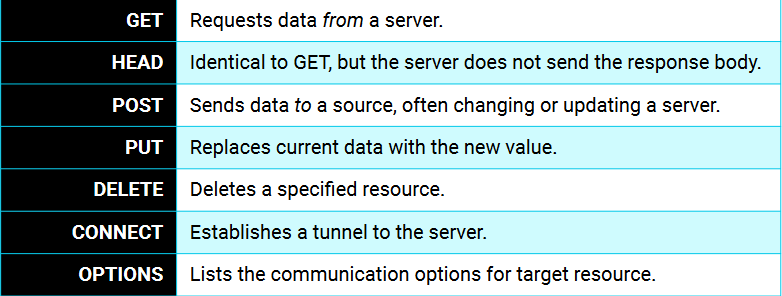 GET Requests data from a server.
HEAD Identical to GET, but the server does not send the response body.
POST Sends data to a source, often changing or updating a server.
PUT Replaces current data with the new value.
DELETE Deletes a specified resource.
CONNECT Establishes a tunnel to the server.
OPTIONS Lists the communication options for target resource.